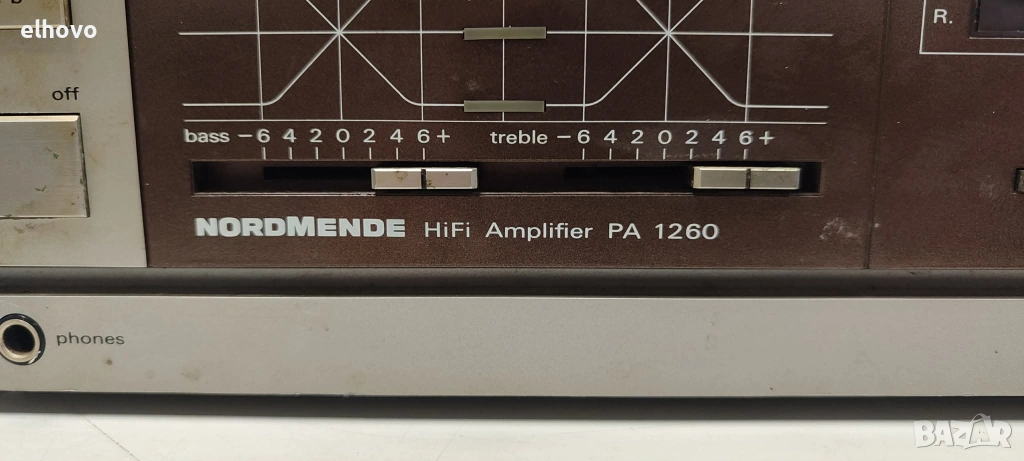 ethovo
R.
off
bass -6 4 2 0 2 4 6+
treble -6 4 2 0 2 4 6+
NORDMENDE HiFi Amplifier PA 1260
phones
BAZAR